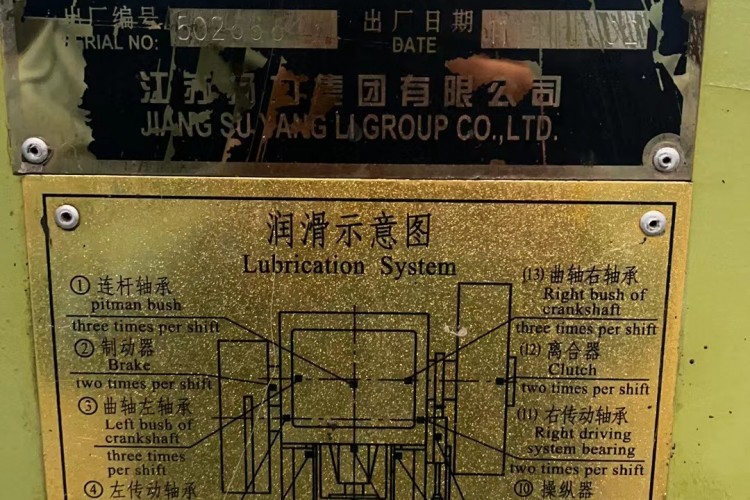 出厂编号
SERIAL NO:
出厂日期
DATE
江苏 集团有限公司
JIANG SU YANG LI GROUP CO.,LTD.
润滑示意图
Lubrication System
① 连杆轴承
pitman bush
three times per shift
② 制动器
Brake
two times per shift
③ 曲轴左轴承
Left bush of
crankshaft
three times
per shift
④ 左传动轴承
(13) 曲轴右轴承
Right bush of
crankshaft
three times per shift
(12) 离合器
Clutch
two times per shift
(11) 右传动轴承
Right driving
system bearing
two times per shift
⑩ 操纵器